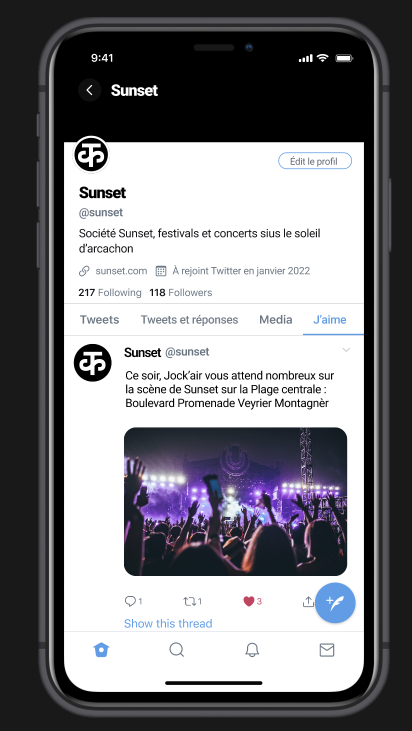 9:41
Sunset
Édit le profil
Sunset
@sunset
Société Sunset, festivals et concerts sius le soleil
d'arcachon
sunset.com À rejoint Twitter en janvier 2022
217 Following 118 Followers
Tweets Tweets et réponses Media J'aime
Sunset @sunset
Ce soir, Jock'air vous attend nombreux sur
la scène de Sunset sur la Plage centrale :
Boulevard Promenade Veyrier Montagnèr
1 1 3
Show this thread